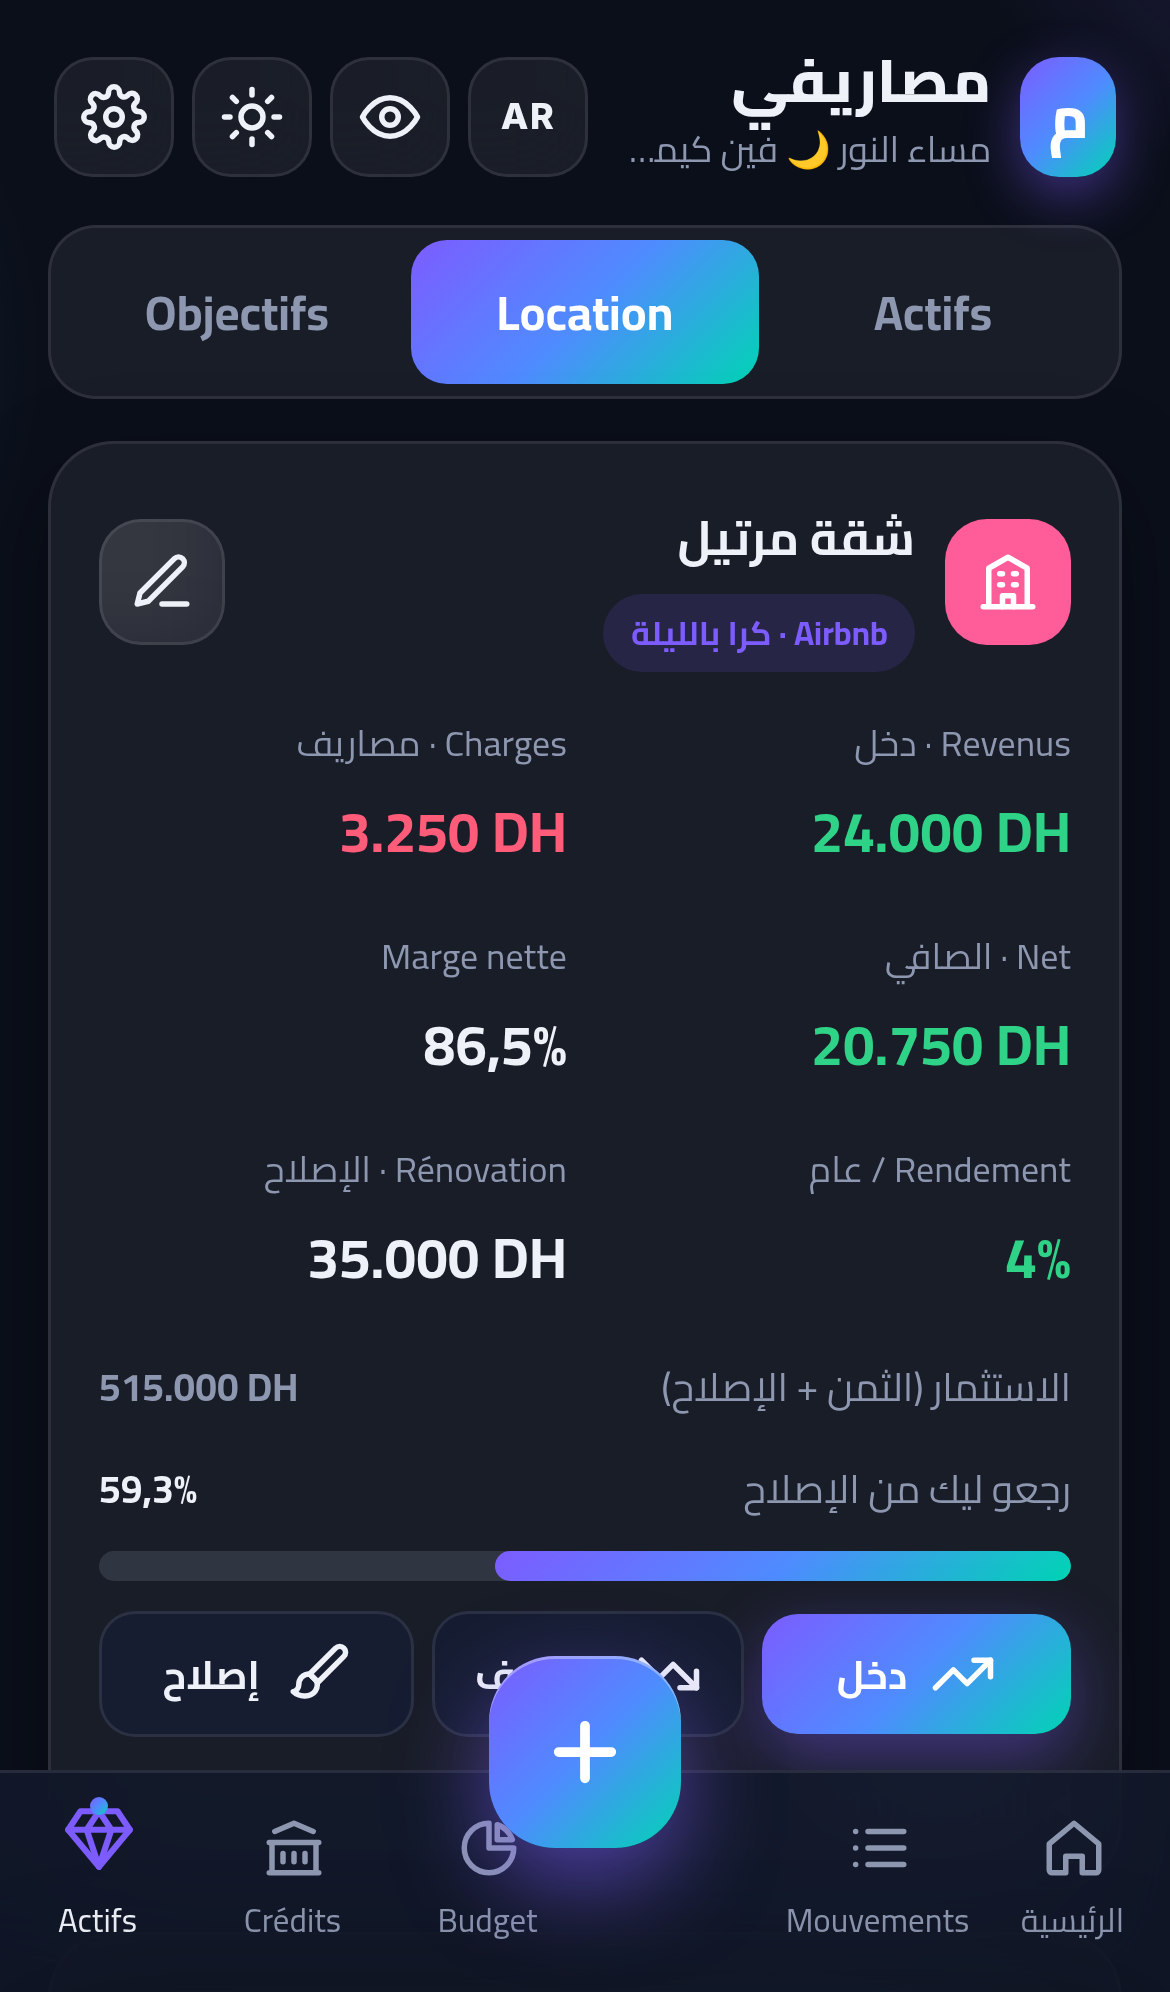 م
مصاريفي
مساء النور 🌙 فين كيمـ...
AR
Actifs
Location
Objectifs
شقة مرتيل
Airbnb · كرا بالليلة
Revenus · دخل
Charges · مصاريف
24.000 DH
3.250 DH
Net · الصافي
Marge nette
20.750 DH
86,5%
Rendement / عام
Rénovation · الإصلاح
4%
35.000 DH
الاستثمار (الثمن + الإصلاح)
515.000 DH
رجعو ليك من الإصلاح
59,3%
دخل
إصلاح
الرئيسية
Mouvements
Budget
Crédits
Actifs